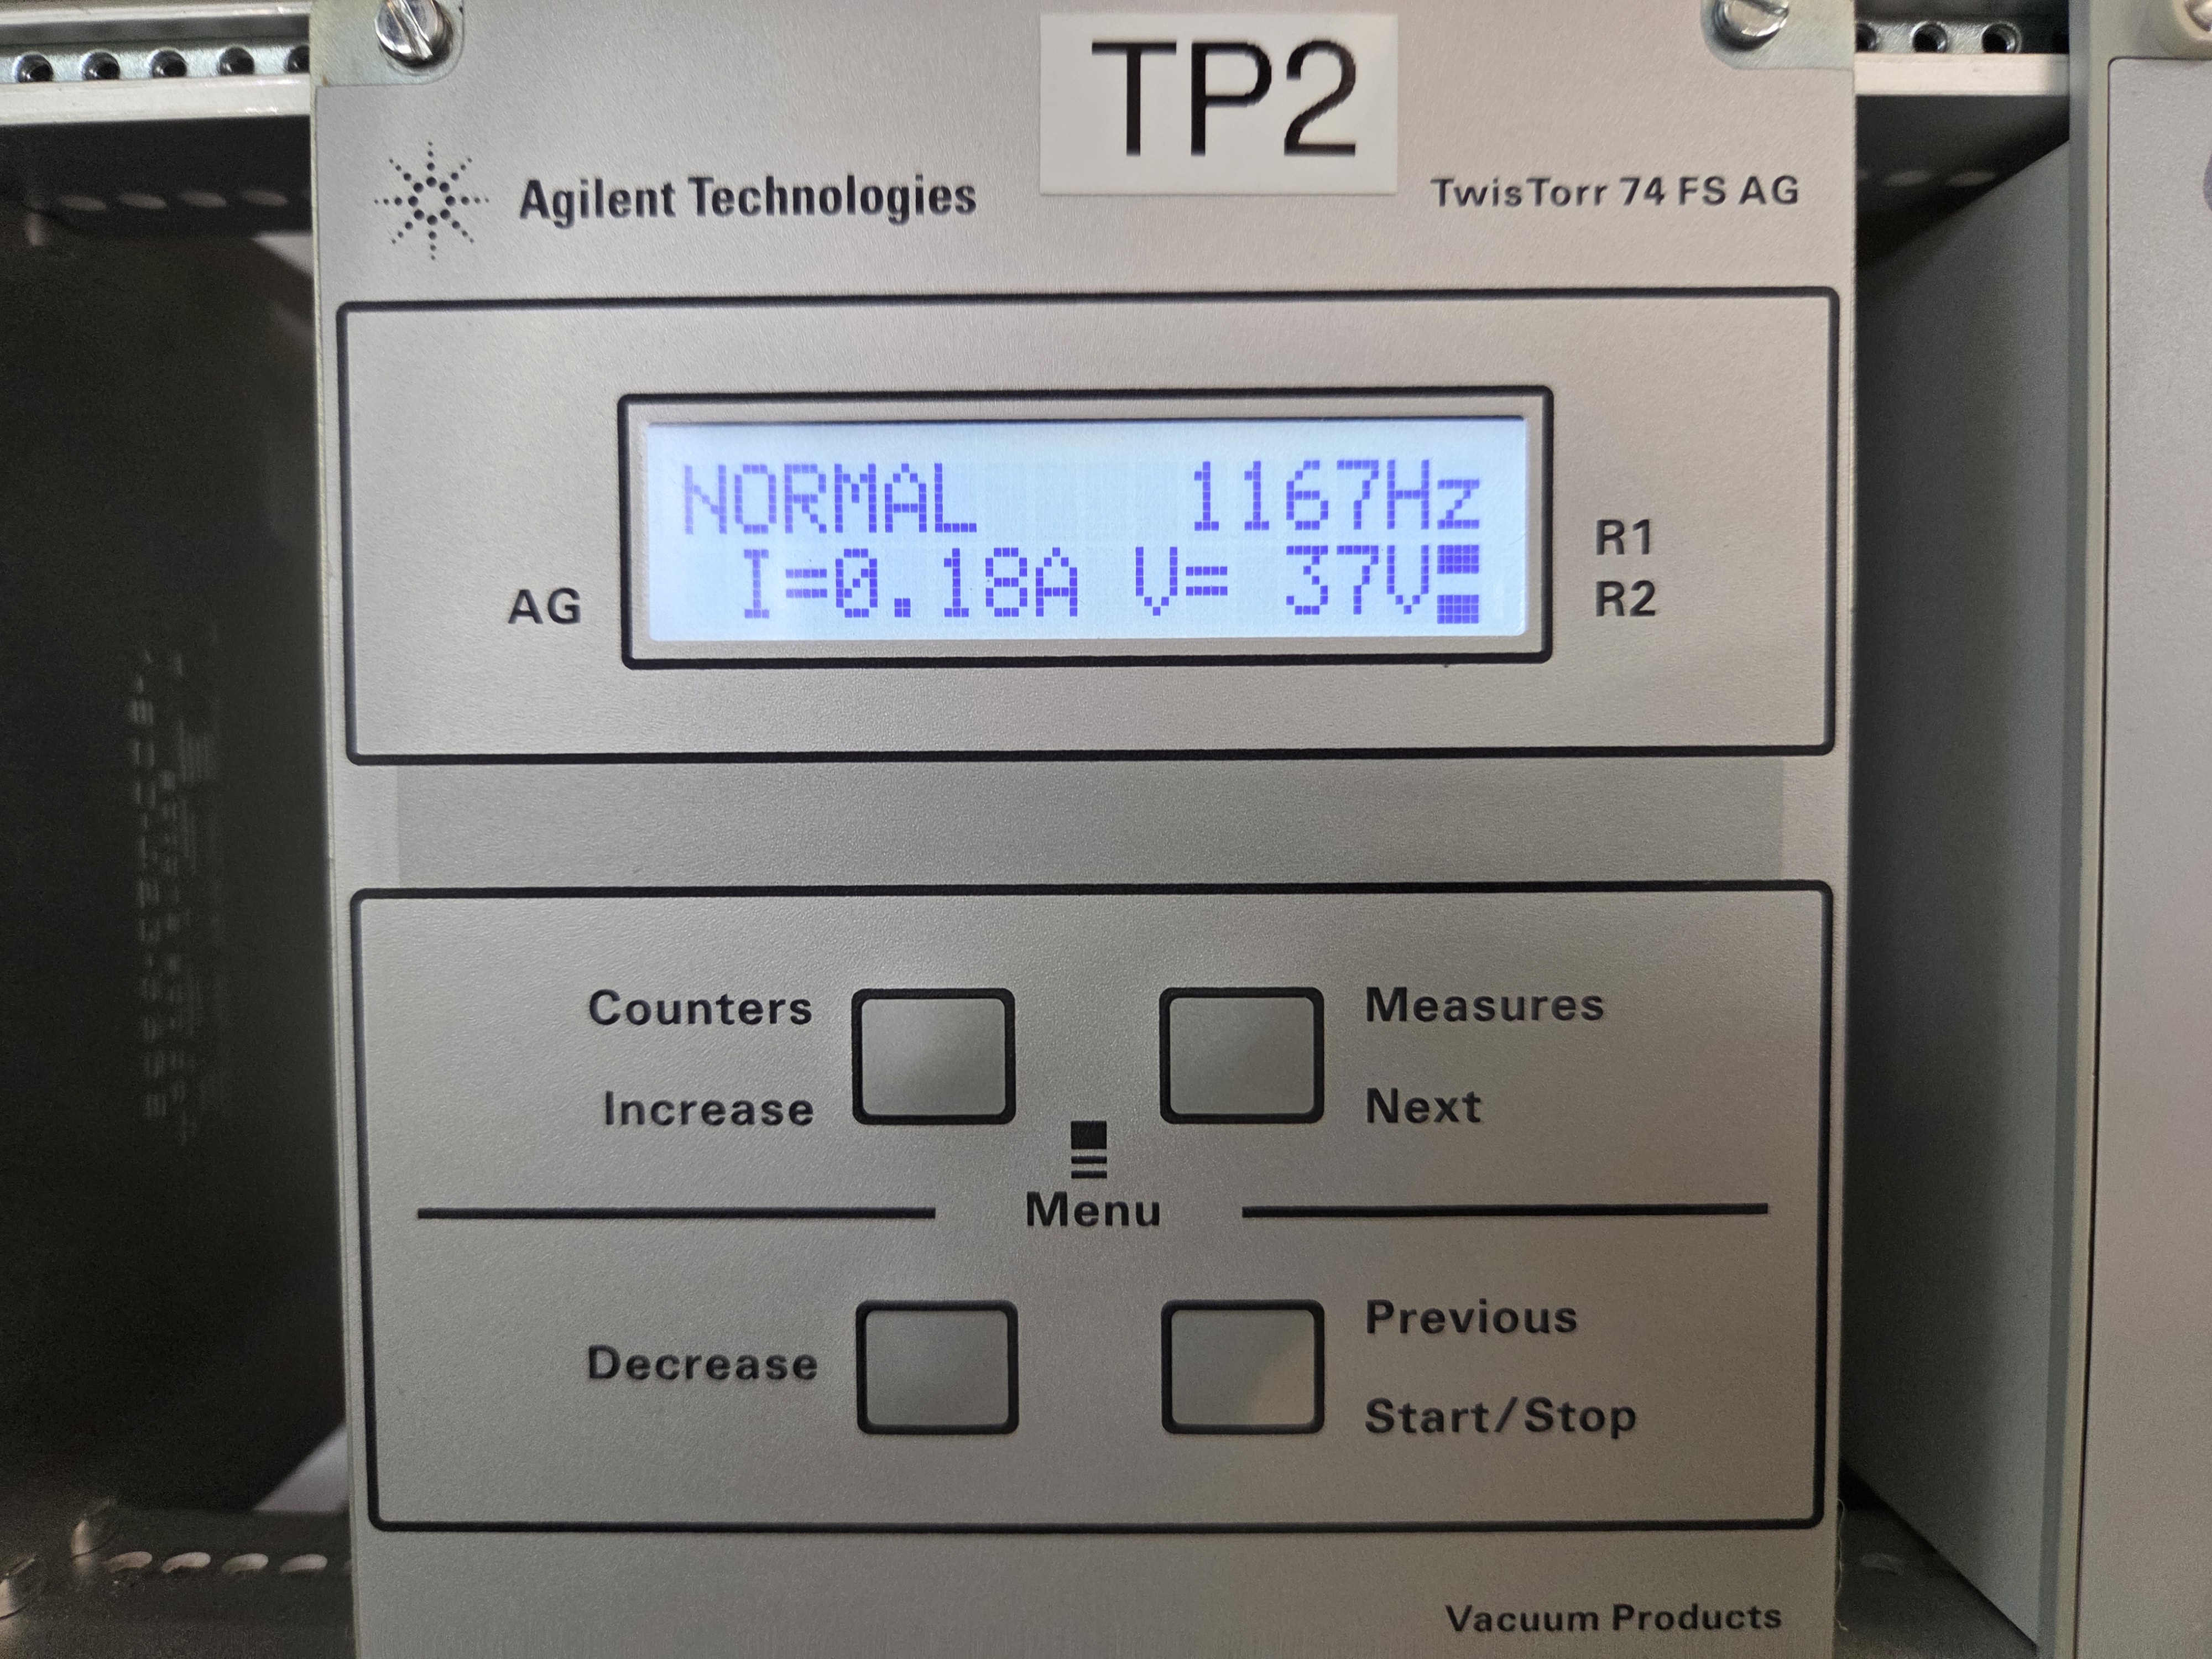 TP2
Agilent Technologies
TwisTorr 74 FS AG
NORMAL 1167Hz
I=0.18A V= 37V
R1
AG
R2
Counters
Measures
Increase
Next
Menu
Previous
Decrease
Start/Stop
Vacuum Products